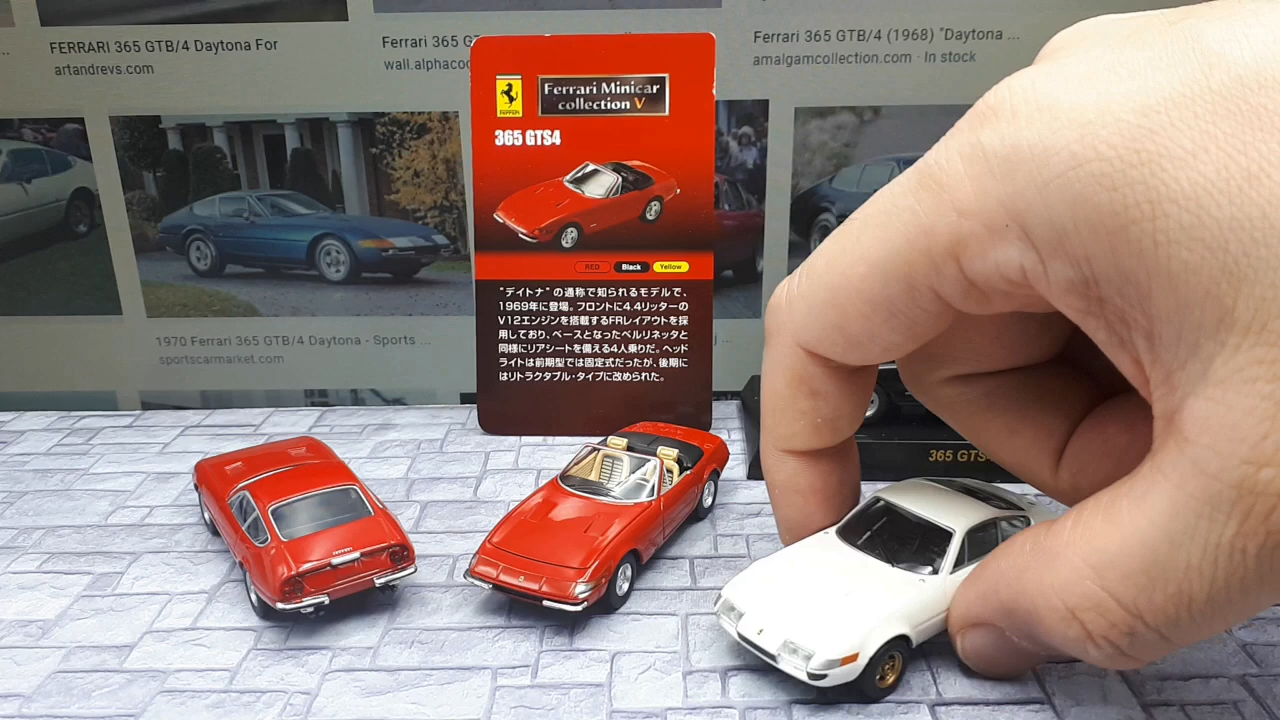 FERRARI 365 GTB/4 Daytona For
artandrevs.com
Ferrari 365 G
wall.alphacoo
Ferrari 365 GTB/4 (1968) "Daytona ...
amalgamcollection.com · In stock
Ferrari
Ferrari Minicar
collection V
365 GTS4
RED Black Yellow
"デイトナ"の通称で知られるモデルで、
1969年に登場。フロントに4.4リッターの
V12エンジンを搭載するFRレイアウトを採
用しており、ベースとなったベルリネッタと
同様にリアシートを備える4人乗りだ。ヘッド
ライトは前期型では固定式だったが、後期に
はリトラクタブル・タイプに改められた。
1970 Ferrari 365 GTB/4 Daytona - Sports ...
sportscarmarket.com
365 GTS